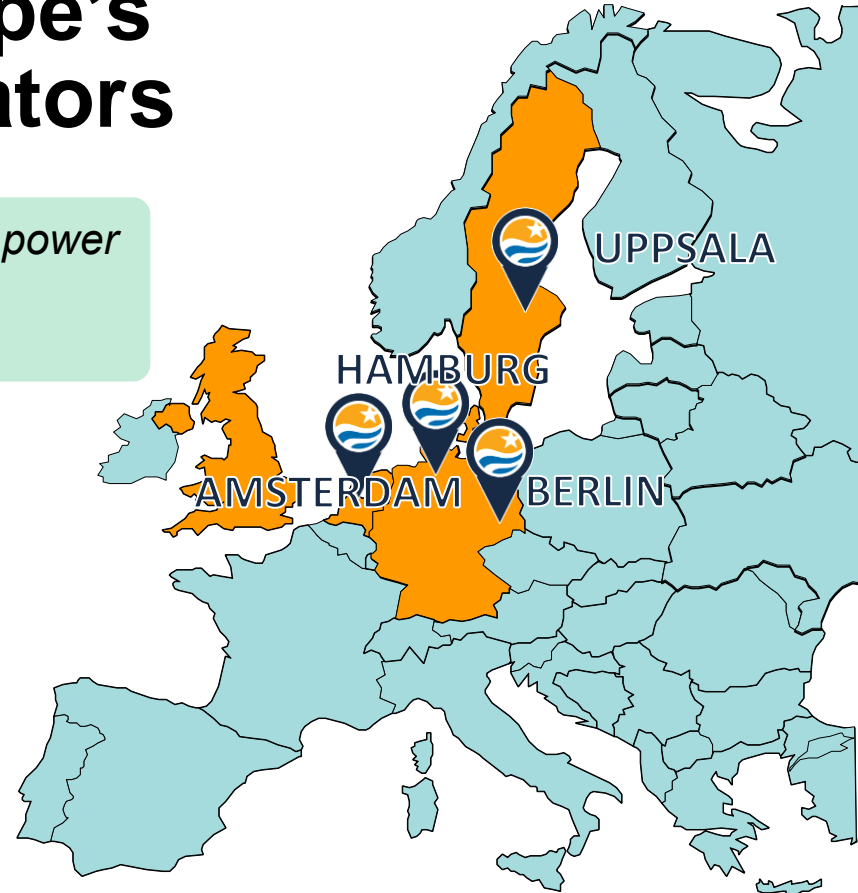 pe's
ators
power
UPPSALA
HAMBURG
AMSTERDAM
BERLIN